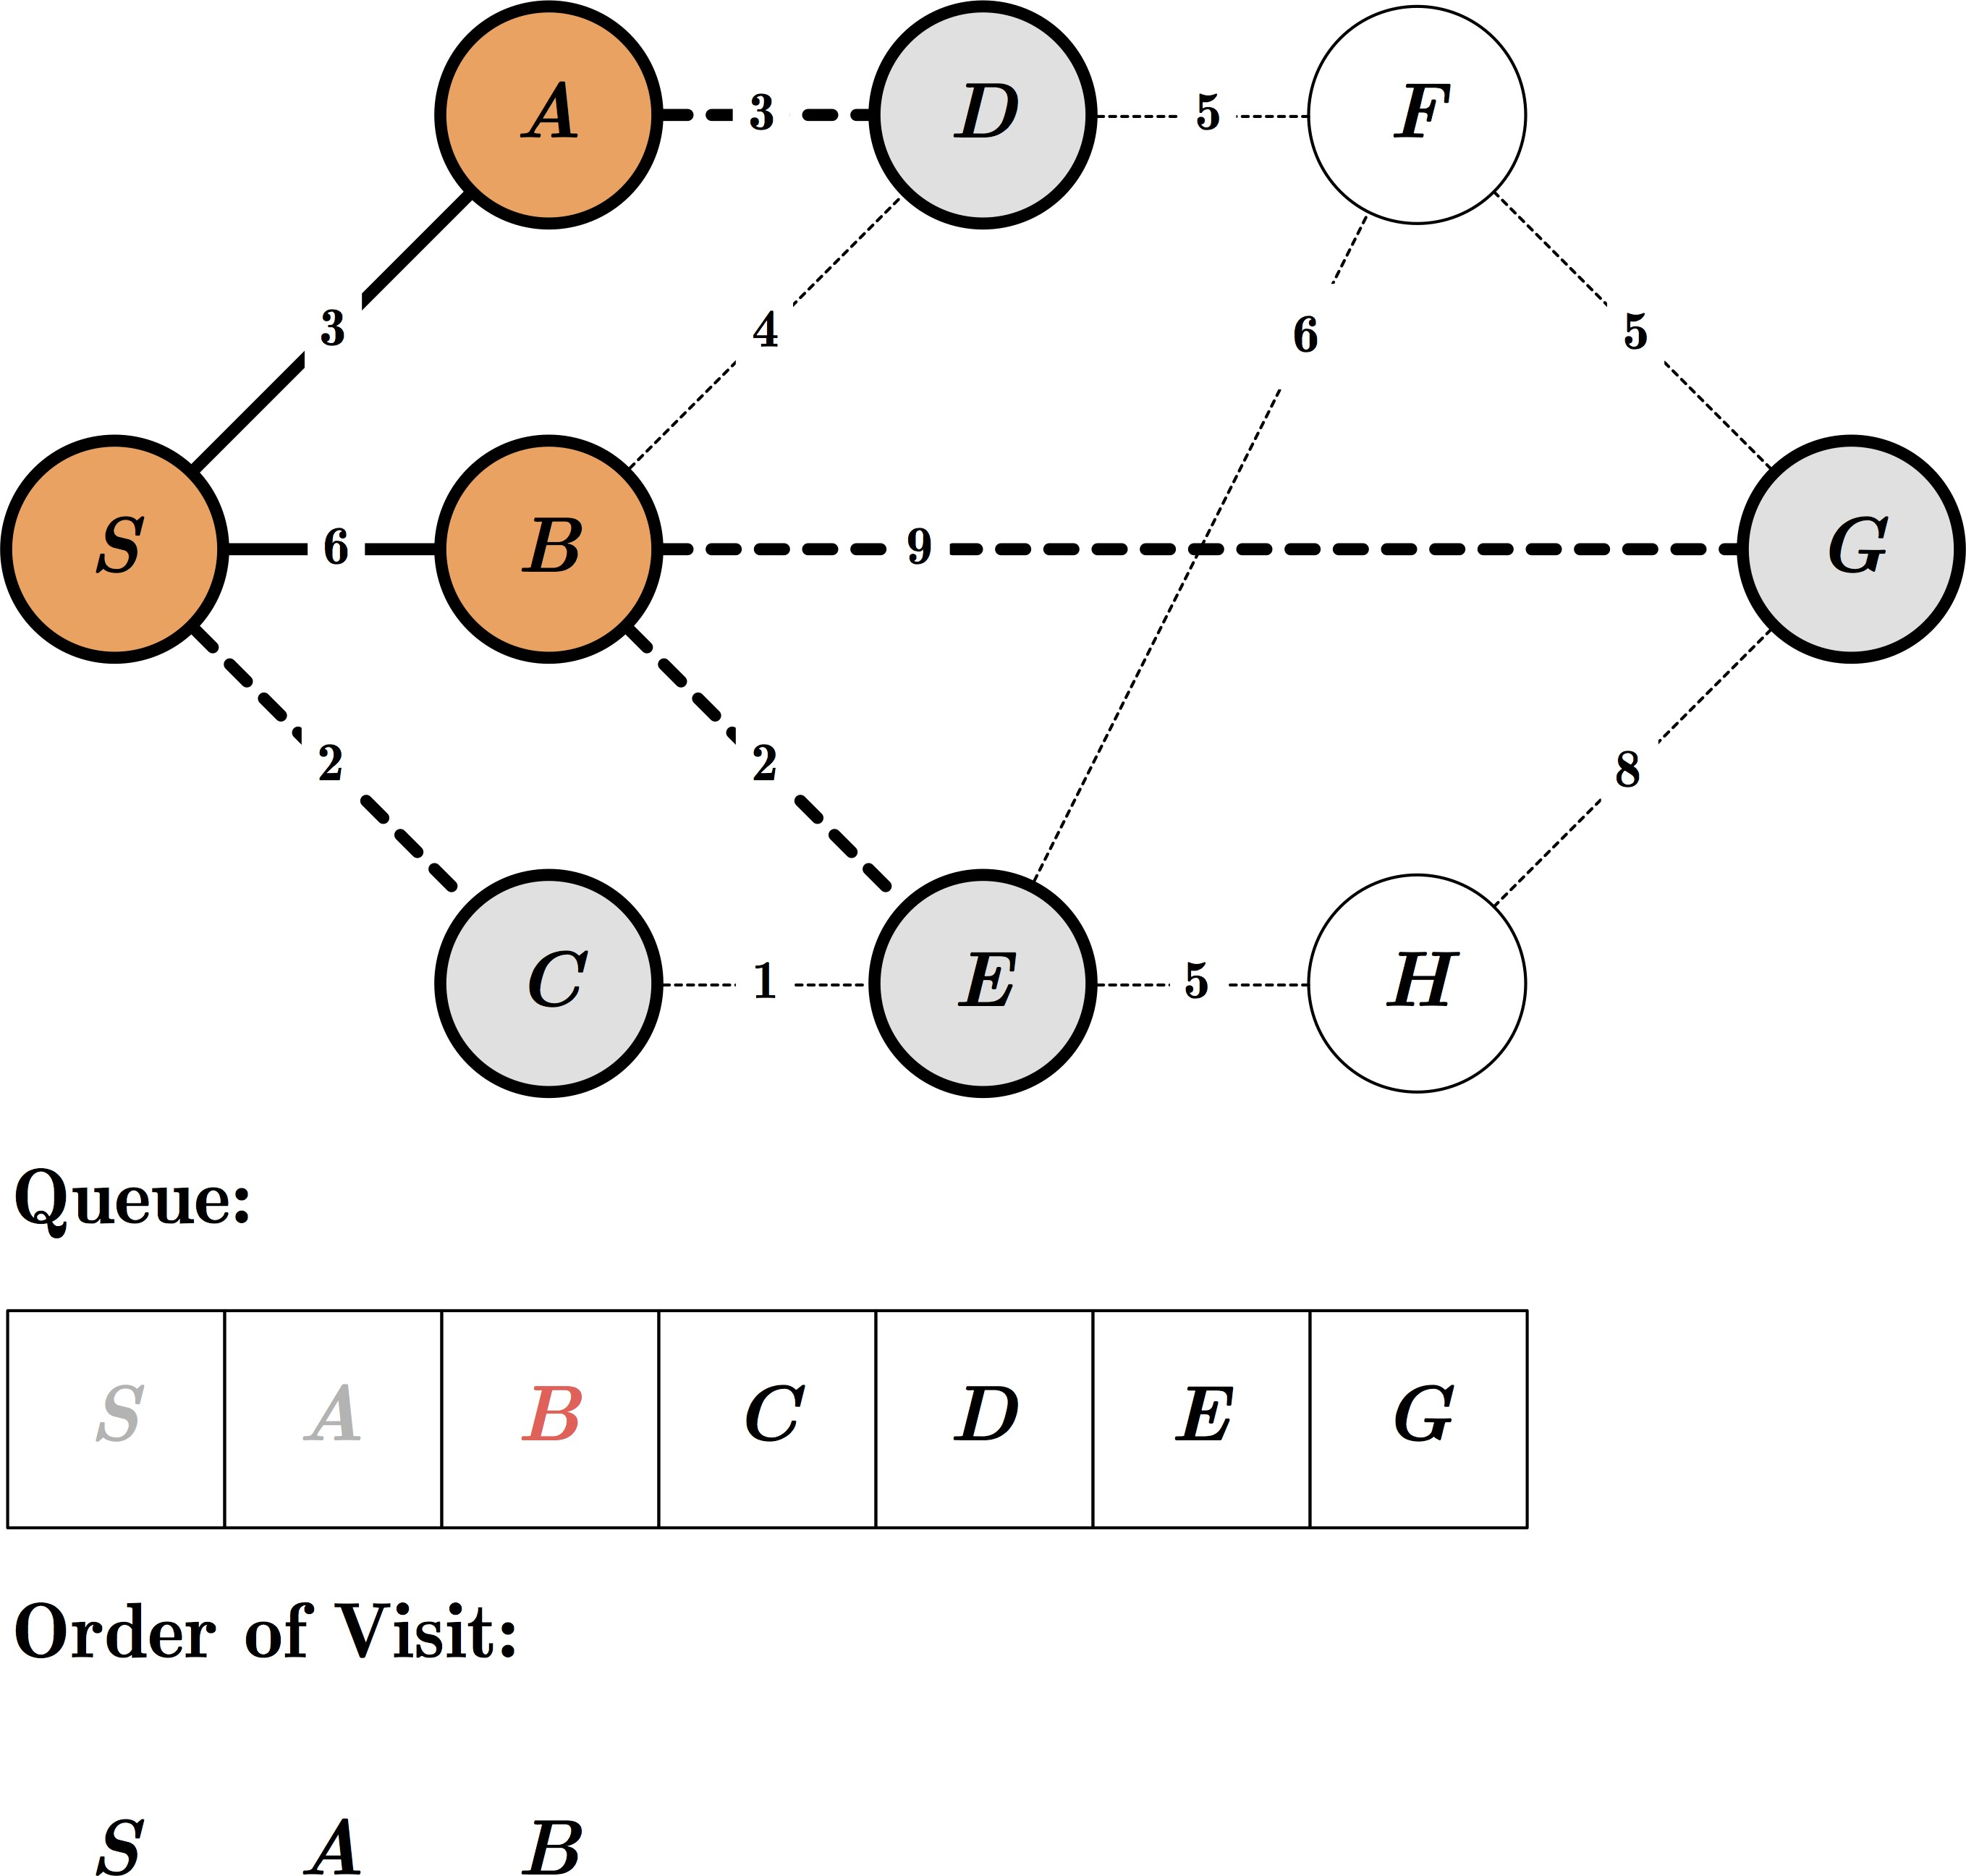 A 3 D 5 F
3 4 6 5
S 6 B 9 G
2 2 8
C 1 E 5 H
Queue:
S A B C D E G
Order of Visit:
S A B